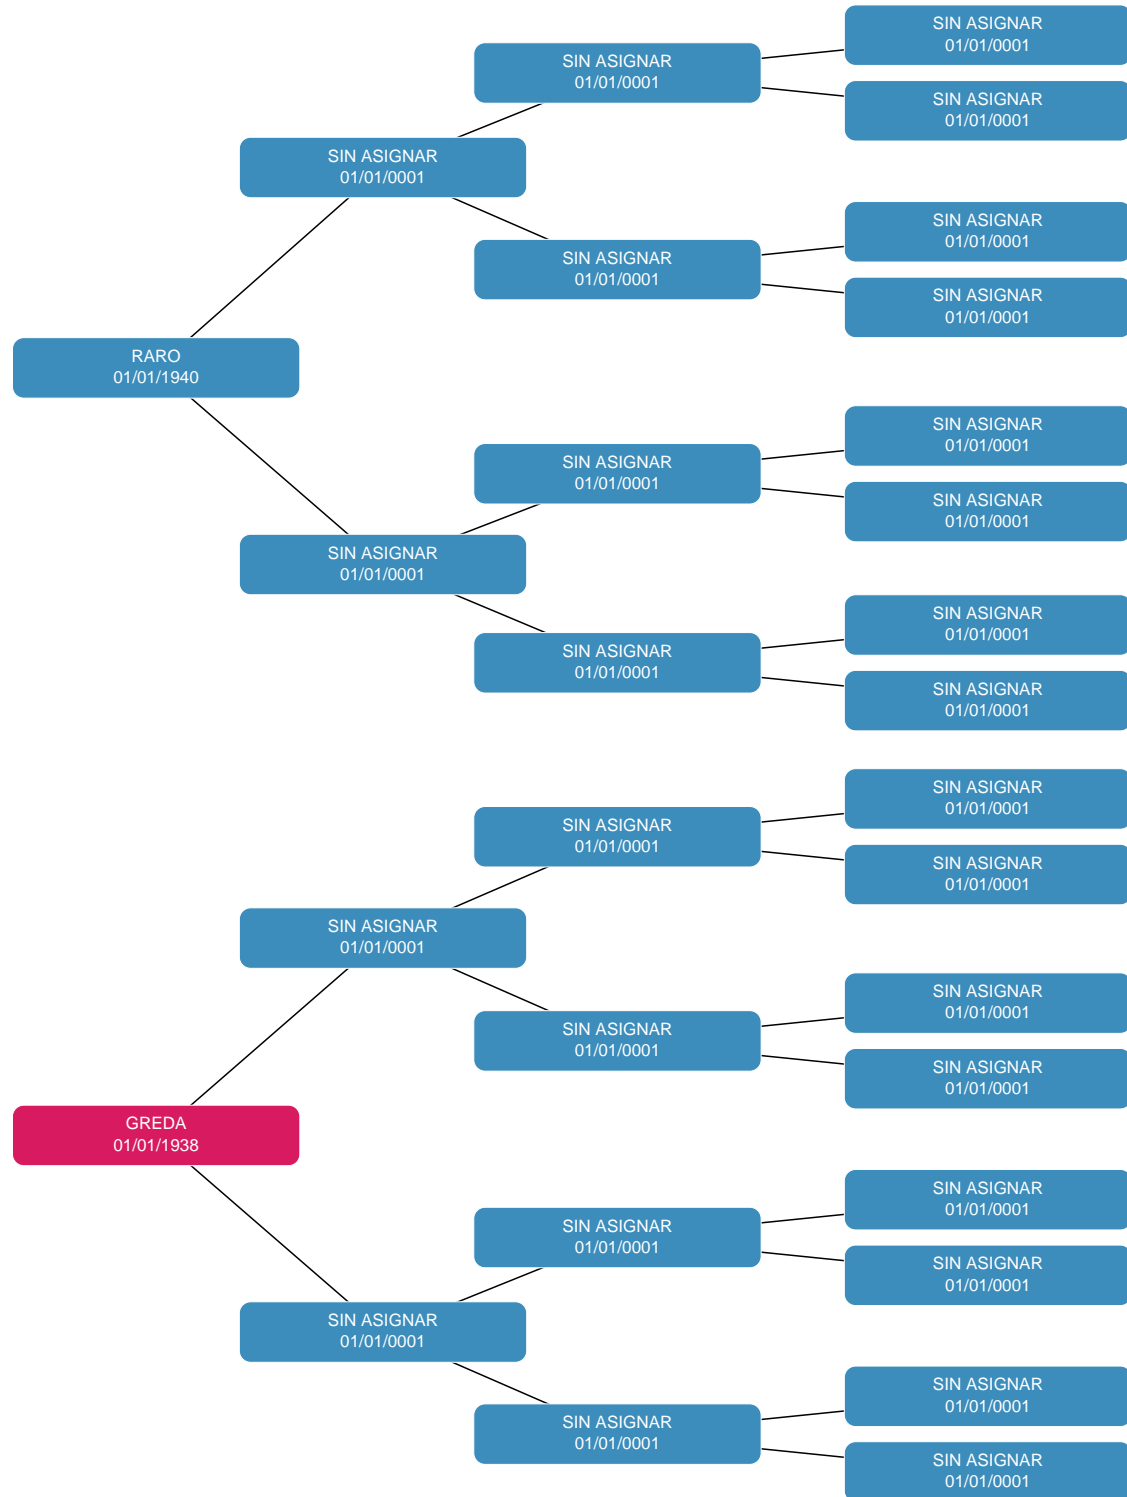 SIN ASIGNAR
01/01/0001
SIN ASIGNAR
01/01/0001
SIN ASIGNAR
01/01/0001
SIN ASIGNAR
01/01/0001
SIN ASIGNAR
01/01/0001
SIN ASIGNAR
01/01/0001
SIN ASIGNAR
01/01/0001
RARO
01/01/1940
SIN ASIGNAR
01/01/0001
SIN ASIGNAR
01/01/0001
SIN ASIGNAR
01/01/0001
SIN ASIGNAR
01/01/0001
SIN ASIGNAR
01/01/0001
SIN ASIGNAR
01/01/0001
SIN ASIGNAR
01/01/0001
SIN ASIGNAR
01/01/0001
SIN ASIGNAR
01/01/0001
SIN ASIGNAR
01/01/0001
SIN ASIGNAR
01/01/0001
SIN ASIGNAR
01/01/0001
SIN ASIGNAR
01/01/0001
SIN ASIGNAR
01/01/0001
GREDA
01/01/1938
SIN ASIGNAR
01/01/0001
SIN ASIGNAR
01/01/0001
SIN ASIGNAR
01/01/0001
SIN ASIGNAR
01/01/0001
SIN ASIGNAR
01/01/0001
SIN ASIGNAR
01/01/0001
SIN ASIGNAR
01/01/0001